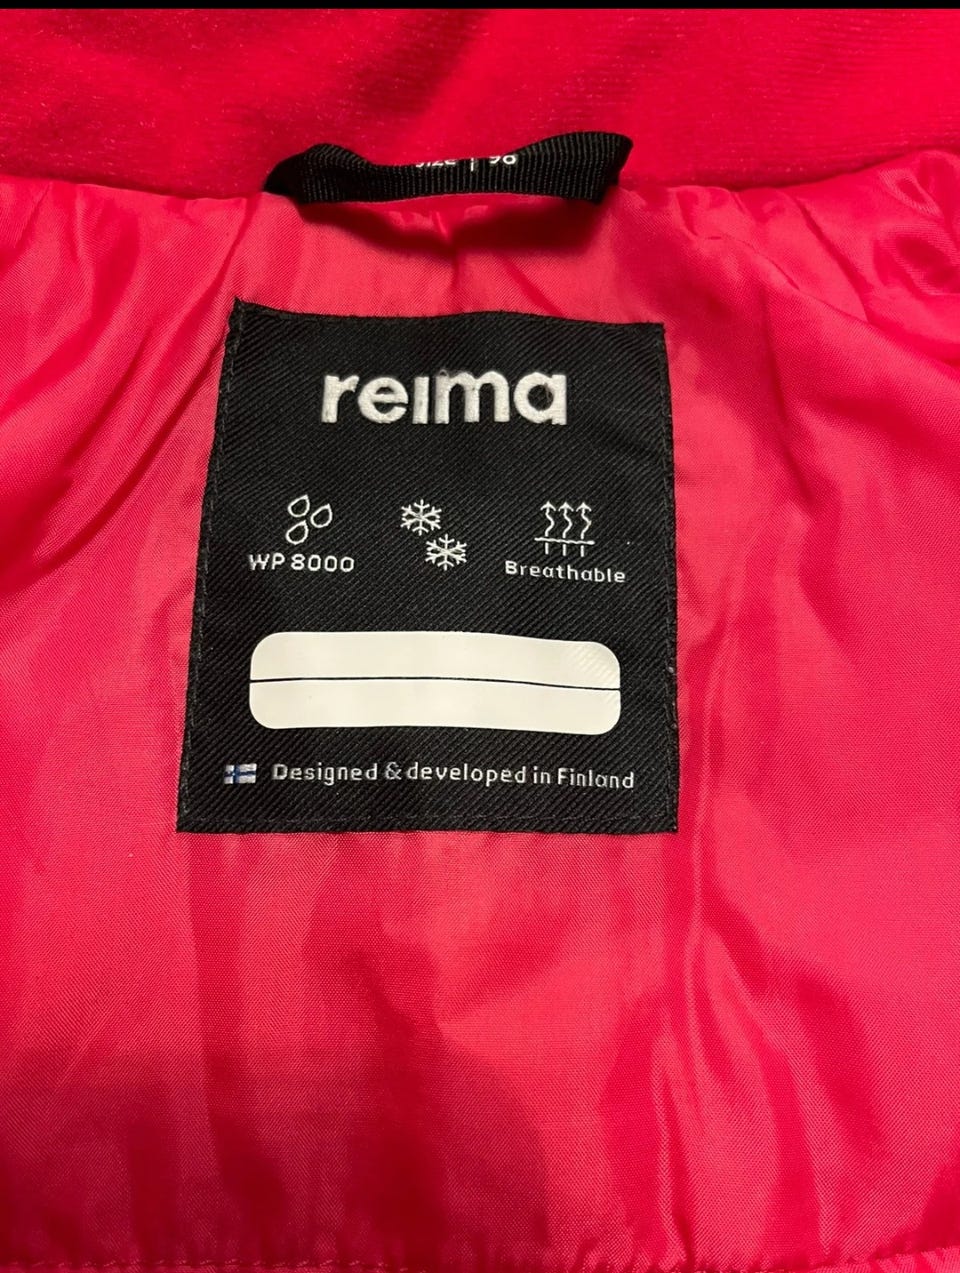 SIZE | 98
reima
WP 8000
Breathable
Designed & developed in Finland